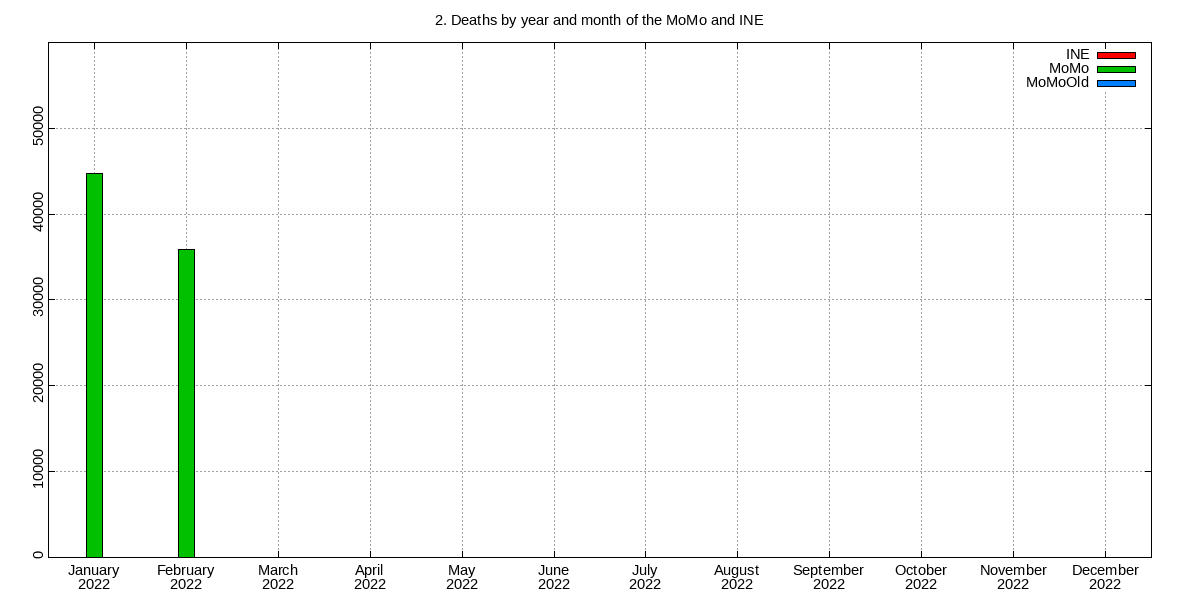 2. Deaths by year and month of the MoMo and INE
INE
MoMo
MoMoOld
50000
40000
30000
20000
10000
0
January February March April May June July August September October November December
2022 2022 2022 2022 2022 2022 2022 2022 2022 2022 2022 2022